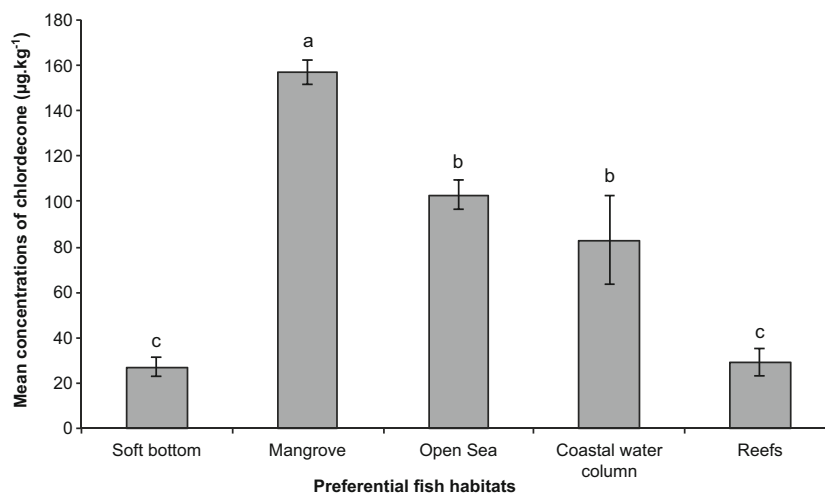 Mean concentrations of chlordecone (µg.kg⁻¹)
180
160
140
120
100
80
60
40
20
0
c
a
b
b
c
Soft bottom
Mangrove
Open Sea
Coastal water
column
Reefs
Preferential fish habitats